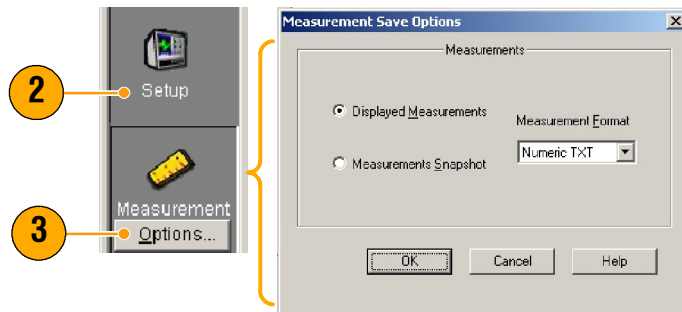 2
Setup
Measurement
3
Options...
Measurement Save Options
Measurements
Displayed Measurements
Measurement Format
Numeric TXT
Measurements Snapshot
OK
Cancel
Help